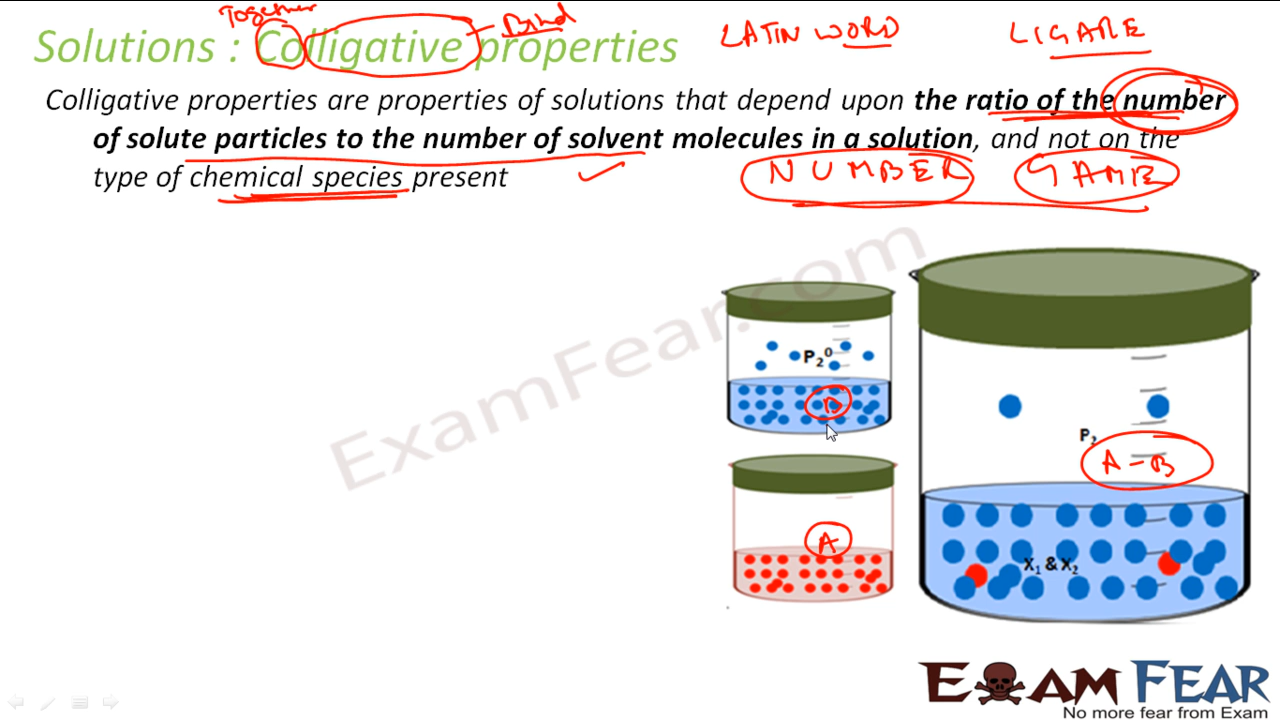 Together
Bind
LATIN WORD
LIGARE
Solutions : Colligative properties
Colligative properties are properties of solutions that depend upon the ratio of the number
of solute particles to the number of solvent molecules in a solution, and not on the
type of chemical species present
NUMBER GAME
ExamFear.com
P₂⁰
B
P₂
A-B
A
X₁ & X₂
EXAM FEAR
No more fear from Exam